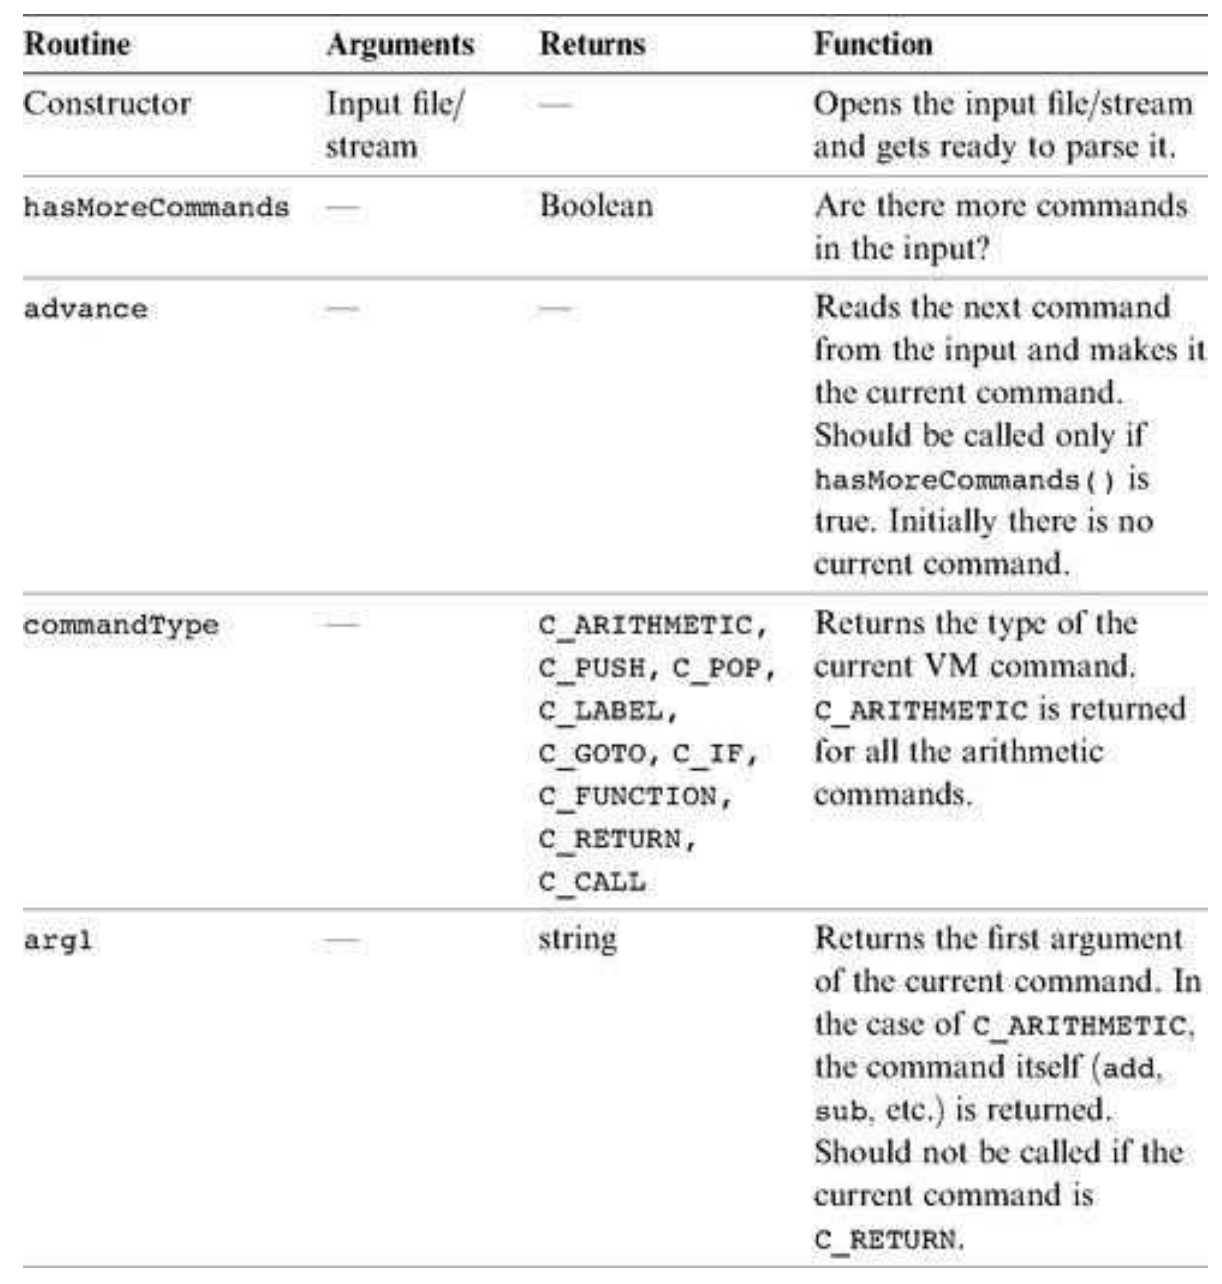 Routine Arguments Returns Function
Constructor Input file/ — Opens the input file/stream
stream and gets ready to parse it.
hasMoreCommands — Boolean Are there more commands
in the input?
advance — — Reads the next command
from the input and makes it
the current command.
Should be called only if
hasMoreCommands() is
true. Initially there is no
current command.
commandType — C_ARITHMETIC, Returns the type of the
C_PUSH, C_POP, current VM command.
C_LABEL, C_ARITHMETIC is returned
C_GOTO, C_IF, for all the arithmetic
C_FUNCTION, commands.
C_RETURN,
C_CALL
arg1 — string Returns the first argument
of the current command. In
the case of C_ARITHMETIC,
the command itself (add,
sub, etc.) is returned.
Should not be called if the
current command is
C_RETURN.